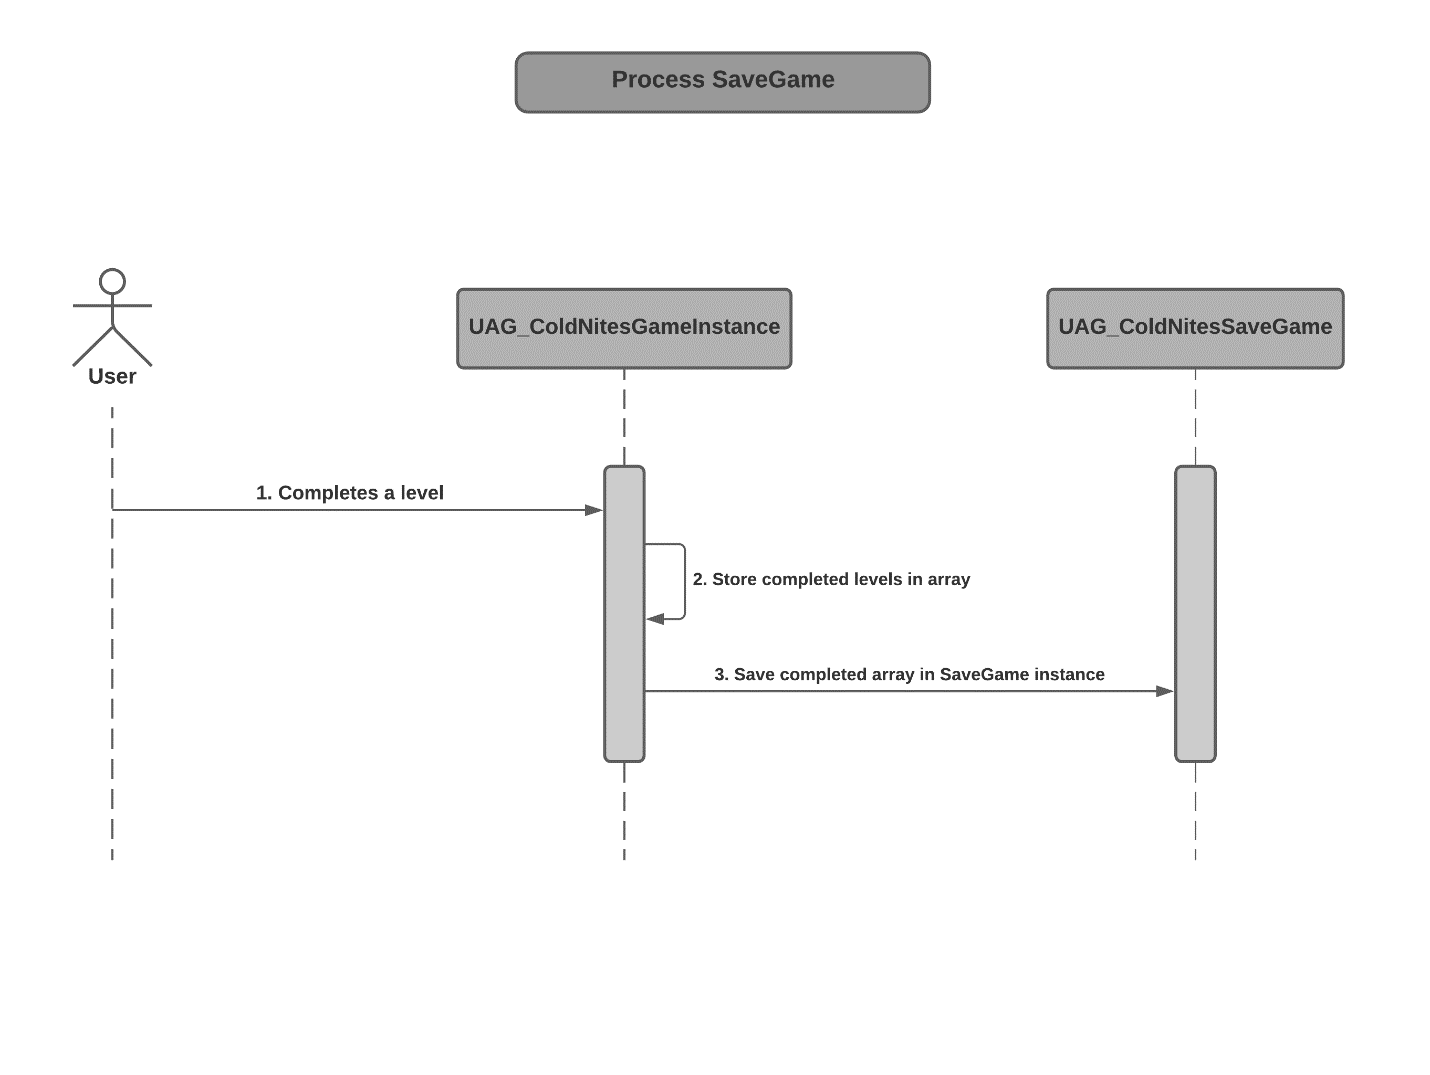 Process SaveGame
User
UAG_ColdNitesGameInstance
UAG_ColdNitesSaveGame
1. Completes a level
2. Store completed levels in array
3. Save completed array in SaveGame instance